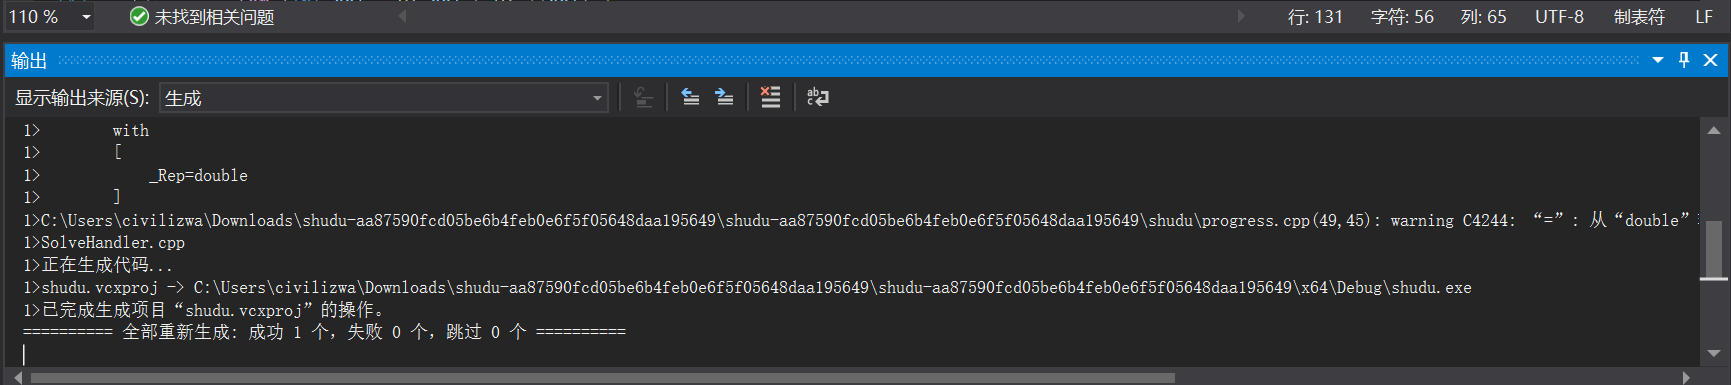 110 % 未找到相关问题 行: 131 字符: 56 列: 65 UTF-8 制表符 LF
输出
显示输出来源(S): 生成
1> with
1> [
1> _Rep=double
1> ]
1>C:\Users\civilizwa\Downloads\shudu-aa87590fcd05be6b4feb0e6f5f05648daa195649\shudu-aa87590fcd05be6b4feb0e6f5f05648daa195649\shudu\progress.cpp(49,45): warning C4244: “=”: 从“double”
1>SolveHandler.cpp
1>正在生成代码...
1>shudu.vcxproj -> C:\Users\civilizwa\Downloads\shudu-aa87590fcd05be6b4feb0e6f5f05648daa195649\shudu-aa87590fcd05be6b4feb0e6f5f05648daa195649\x64\Debug\shudu.exe
1>已完成生成项目“shudu.vcxproj”的操作。
========== 全部重新生成: 成功 1 个，失败 0 个，跳过 0 个 ==========